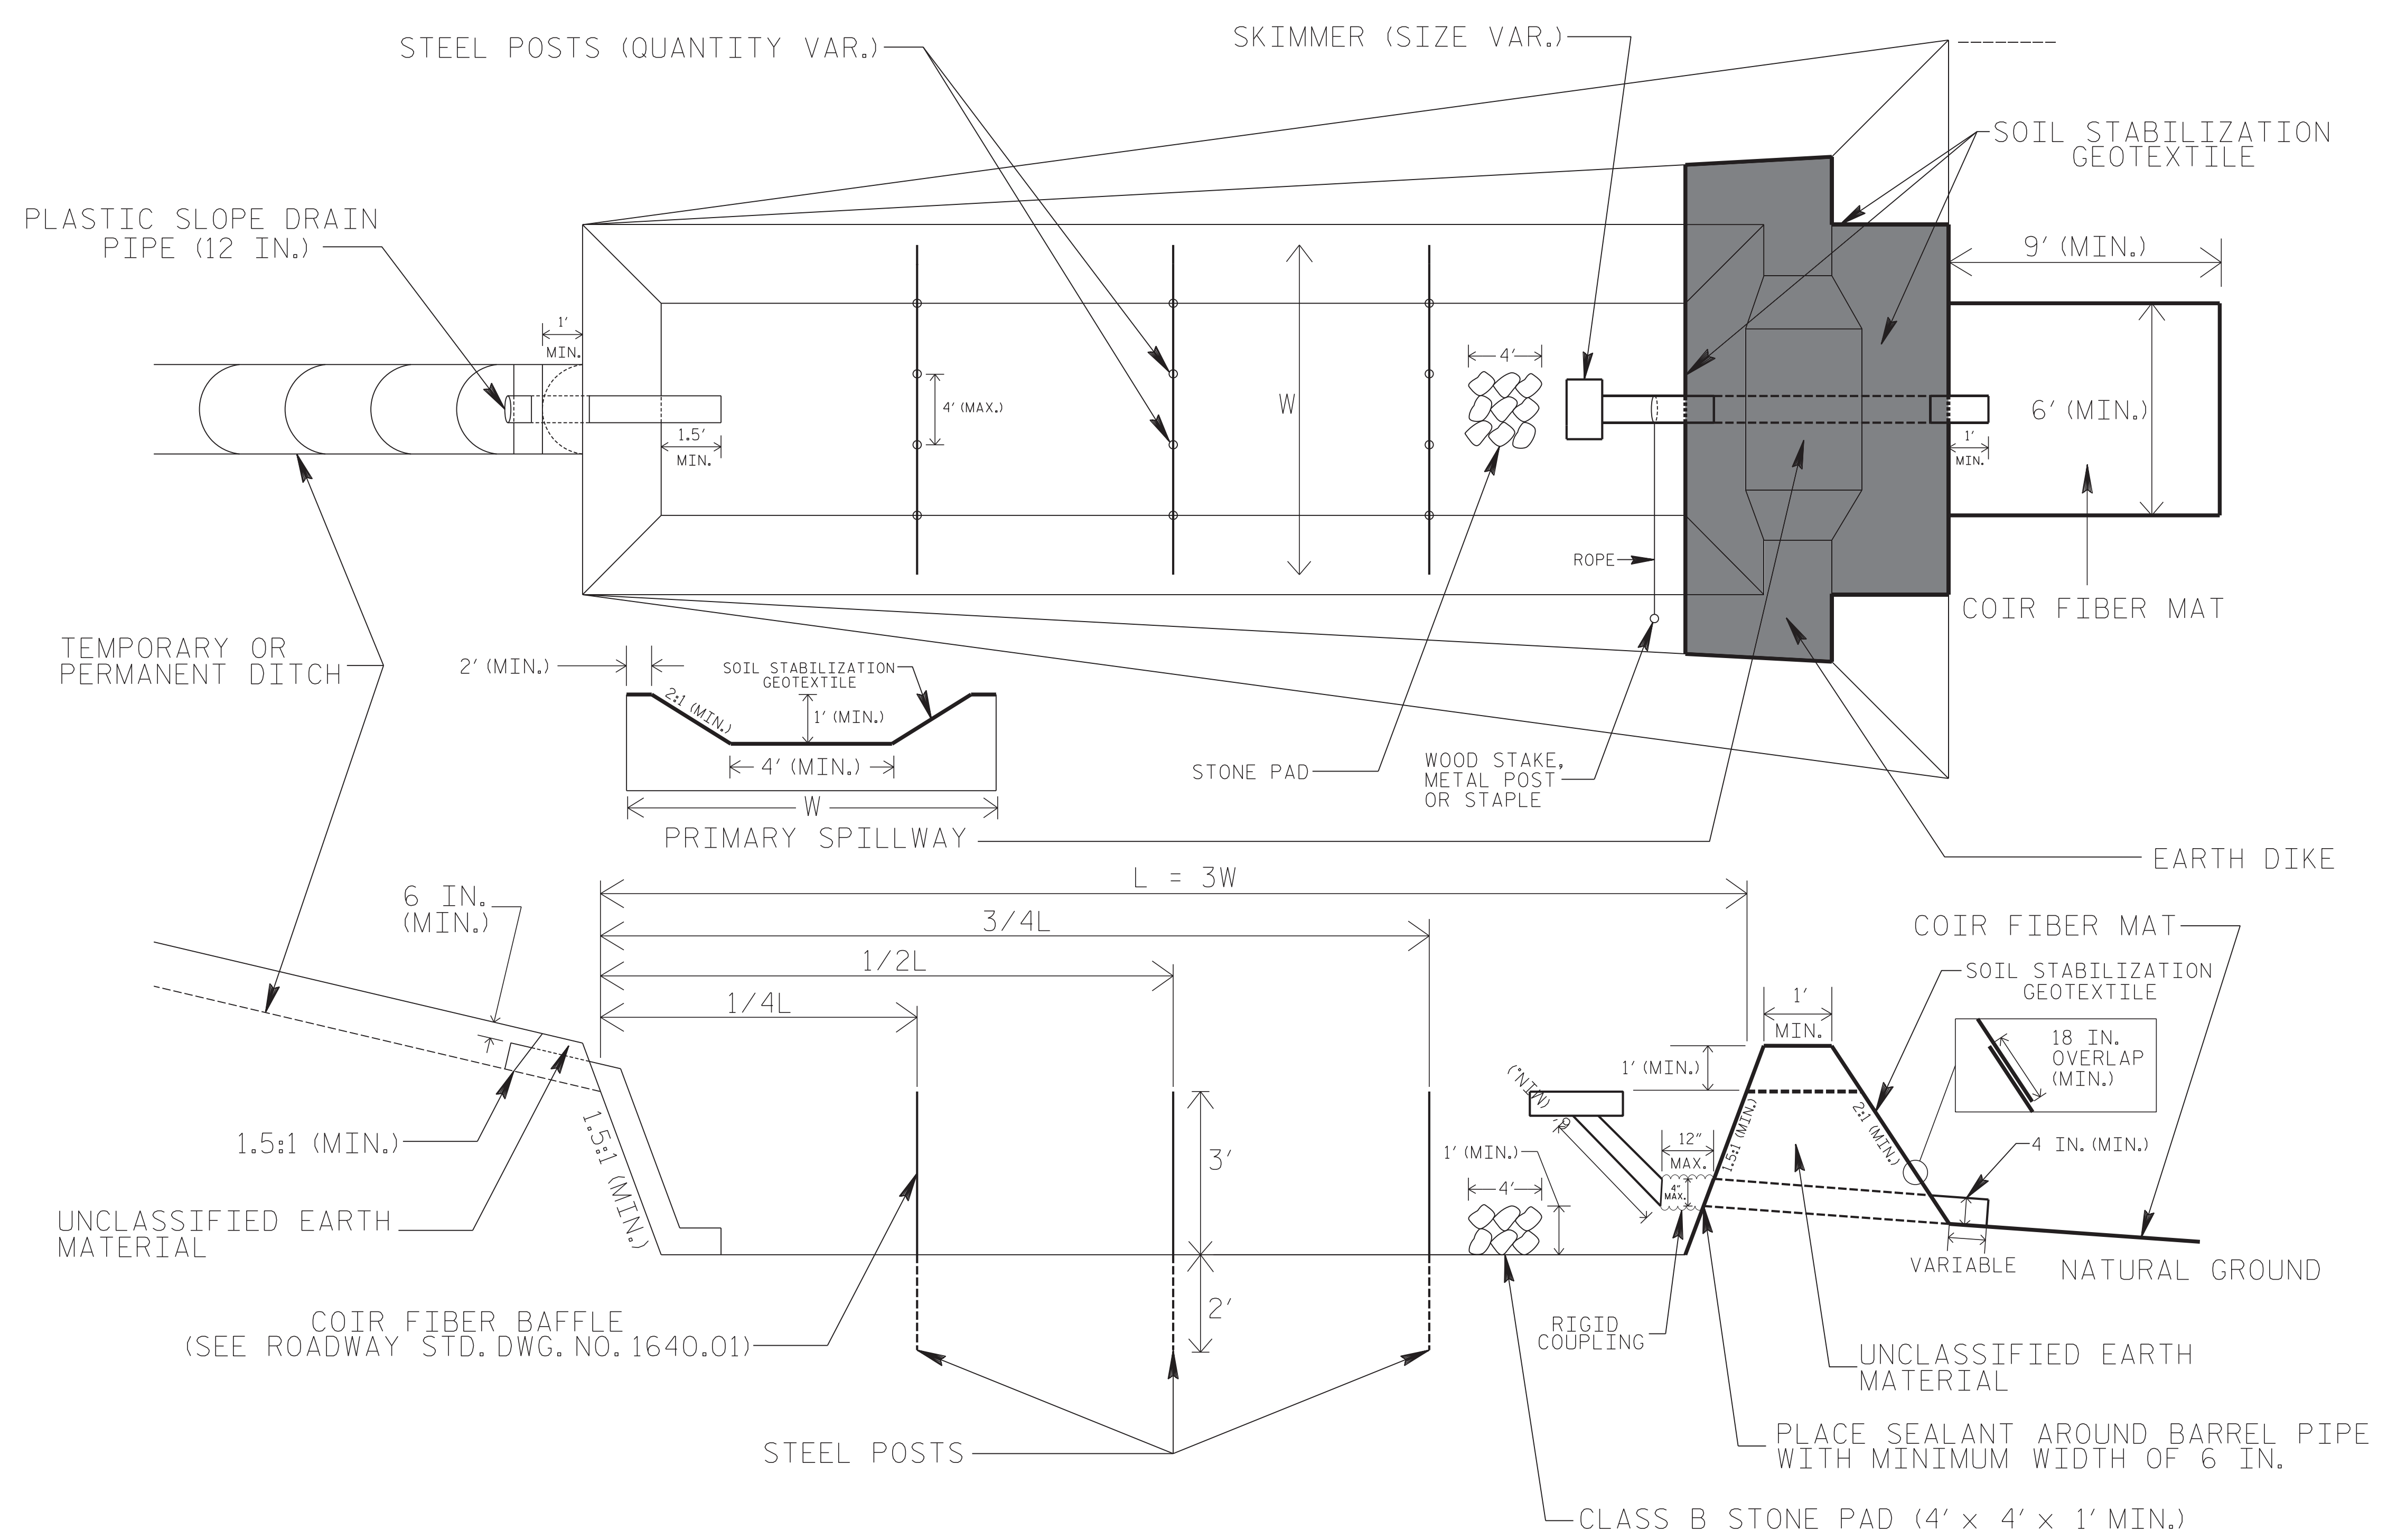 STEEL POSTS (QUANTITY VAR.)
SKIMMER (SIZE VAR.)
SOIL STABILIZATION
GEOTEXTILE
PLASTIC SLOPE DRAIN
PIPE (12 IN.)
9' (MIN.)
1'
MIN.
4'
4' (MAX.)
W
6' (MIN.)
1.5'
MIN.
1'
MIN.
ROPE
COIR FIBER MAT
TEMPORARY OR
PERMANENT DITCH
2' (MIN.)
SOIL STABILIZATION
GEOTEXTILE
2:1 (MIN.)
1' (MIN.)
4' (MIN.)
W
STONE PAD
WOOD STAKE,
METAL POST
OR STAPLE
PRIMARY SPILLWAY
EARTH DIKE
L = 3W
6 IN.
(MIN.)
3/4L
COIR FIBER MAT
1/2L
SOIL STABILIZATION
GEOTEXTILE
1/4L
1'
MIN.
18 IN.
OVERLAP
(MIN.)
1' (MIN.)
(MIN.)
1.5:1 (MIN.)
1.5:1 (MIN.)
1.5:1 (MIN.)
2:1 (MIN.)
12"
MAX.
4 IN. (MIN.)
1' (MIN.)
3'
4'
4"
MAX.
UNCLASSIFIED EARTH
MATERIAL
VARIABLE
NATURAL GROUND
2'
COIR FIBER BAFFLE
(SEE ROADWAY STD. DWG. NO. 1640.01)
RIGID
COUPLING
UNCLASSIFIED EARTH
MATERIAL
STEEL POSTS
PLACE SEALANT AROUND BARREL PIPE
WITH MINIMUM WIDTH OF 6 IN.
CLASS B STONE PAD (4' x 4' x 1' MIN.)